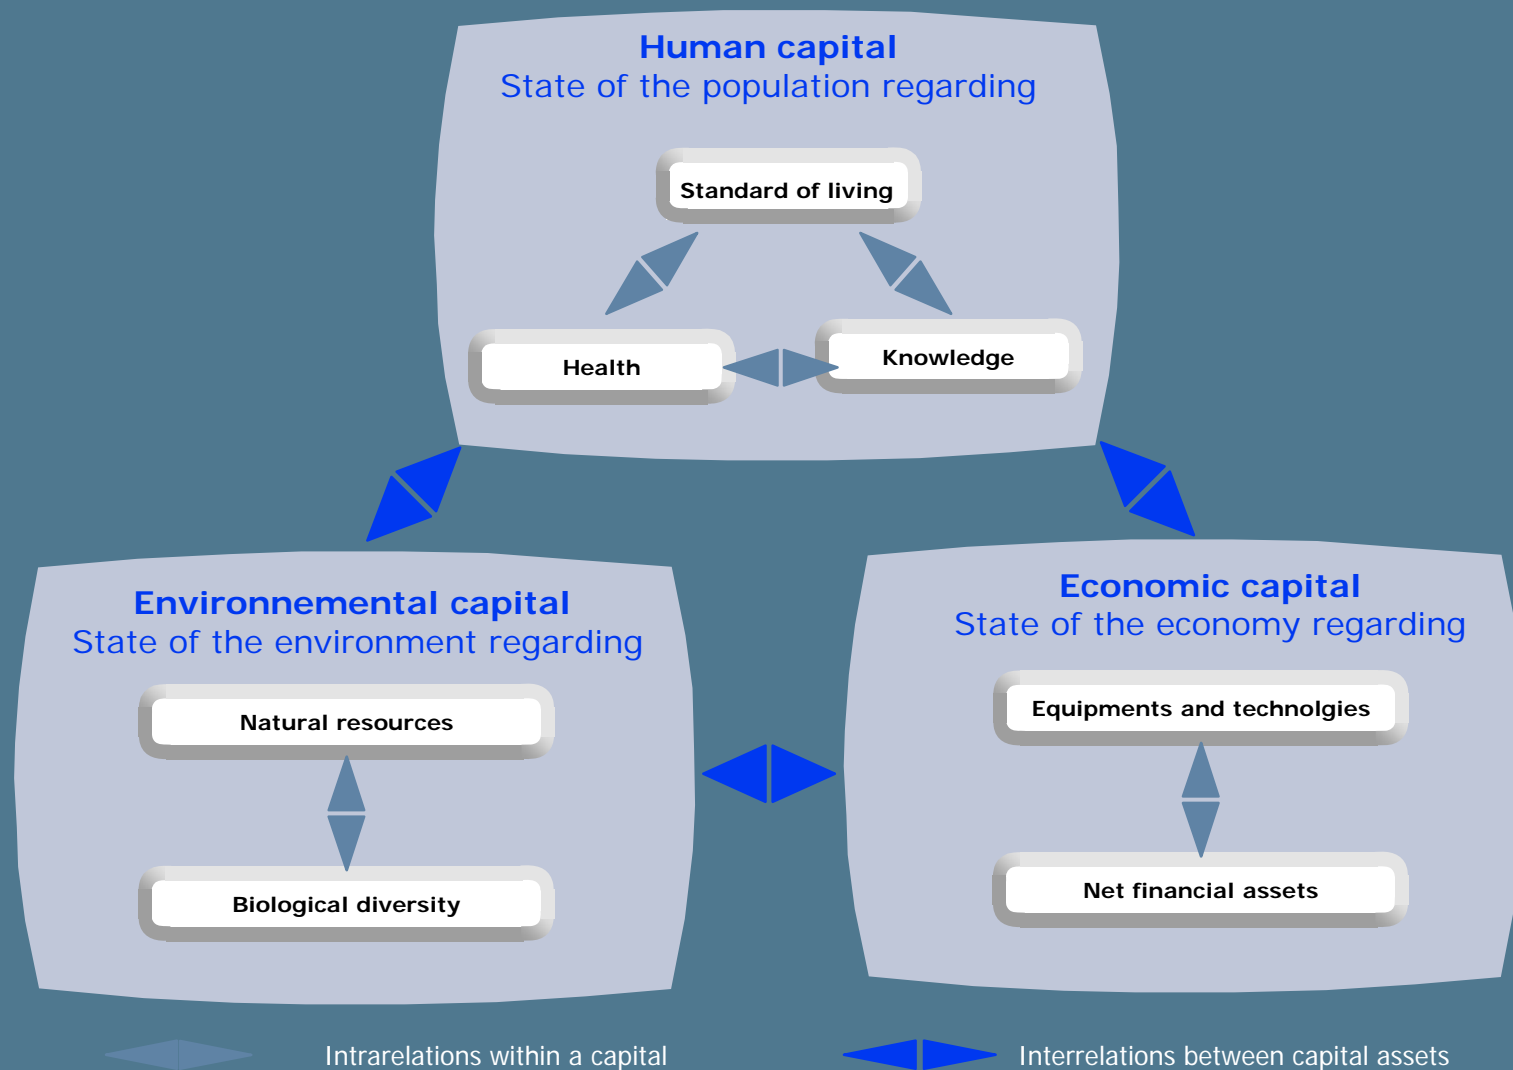 Human capital
State of the population regarding
Standard of living
Health
Knowledge
Environnemental capital
State of the environment regarding
Natural resources
Biological diversity
Economic capital
State of the economy regarding
Equipments and technolgies
Net financial assets
Intrarelations within a capital
Interrelations between capital assets